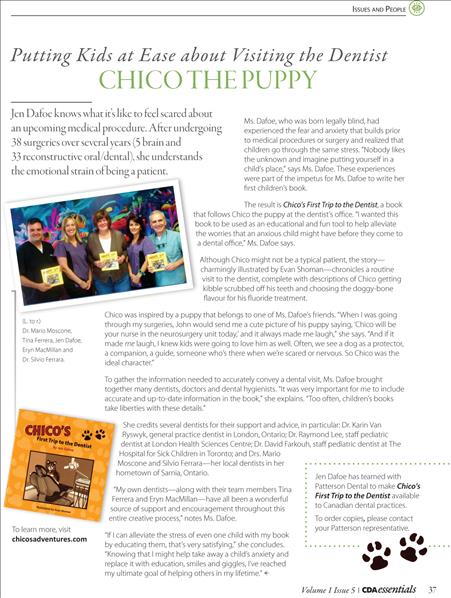 ISSUES AND PEOPLE
Putting Kids at Ease about Visiting the Dentist
CHICO THE PUPPY
Jen Dafoe knows what it's like to feel scared about
an upcoming medical procedure. After undergoing
38 surgeries over several years (5 brain and
33 reconstructive oral/dental), she understands
the emotional strain of being a patient.
Ms. Dafoe, who was born legally blind, had
experienced the fear and anxiety that builds prior
to medical procedures or surgery and realized that
children go through the same stress. "Nobody likes
the unknown and imagine putting yourself in a
child's place," says Ms. Dafoe. These experiences
were part of the impetus for Ms. Dafoe to write her
first children's book.
The result is Chico's First Trip to the Dentist, a book
that follows Chico the puppy at the dentist's office. "I wanted this
book to be used as an educational and fun tool to help alleviate
the worries that an anxious child might have before they come to
a dental office," Ms. Dafoe says.
Although Chico might not be a typical patient, the story—
charmingly illustrated by Evan Shoman—chronicles a routine
visit to the dentist, complete with descriptions of Chico getting
kibble scrubbed off his teeth and choosing the doggy-bone
flavour for his fluoride treatment.
(L. to r.)
Dr. Mario Moscone,
Tina Ferrera, Jen Dafoe,
Eryn MacMillan and
Dr. Silvio Ferrara.
Chico was inspired by a puppy that belongs to one of Ms. Dafoe's friends. "When I was going
through my surgeries, John would send me a cute picture of his puppy saying, 'Chico will be
your nurse in the neurosurgery unit today,' and it always made me laugh," she says. "And if it
made me laugh, I knew kids were going to love him as well. Often, we see a dog as a protector,
a companion, a guide, someone who's there when we're scared or nervous. So Chico was the
ideal character."
To gather the information needed to accurately convey a dental visit, Ms. Dafoe brought
together many dentists, doctors and dental hygienists. "It was very important for me to include
accurate and up-to-date information in the book," she explains. "Too often, children's books
take liberties with these details."
She credits several dentists for their support and advice, in particular: Dr. Karin Van
Ryswyk, general practice dentist in London, Ontario; Dr. Raymond Lee, staff pediatric
dentist at London Health Sciences Centre; Dr. David Farkouh, staff pediatric dentist at The
Hospital for Sick Children in Toronto; and Drs. Mario
Moscone and Silvio Ferrara—her local dentists in her
hometown of Sarnia, Ontario.
"My own dentists—along with their team members Tina
Ferrera and Eryn MacMillan—have all been a wonderful
source of support and encouragement throughout this
entire creative process," notes Ms. Dafoe.
"If I can alleviate the stress of even one child with my book
by educating them, that's very satisfying," she concludes.
"Knowing that I might help take away a child's anxiety and
replace it with education, smiles and giggles, I've reached
my ultimate goal of helping others in my lifetime."
CHICO'S
First Trip to the Dentist
By Jen Dafoe
To learn more, visit
chicosadventures.com
Jen Dafoe has teamed with
Patterson Dental to make Chico's
First Trip to the Dentist available
to Canadian dental practices.
To order copies, please contact
your Patterson representative.
Volume 1 Issue 5 | CDAessentials 37